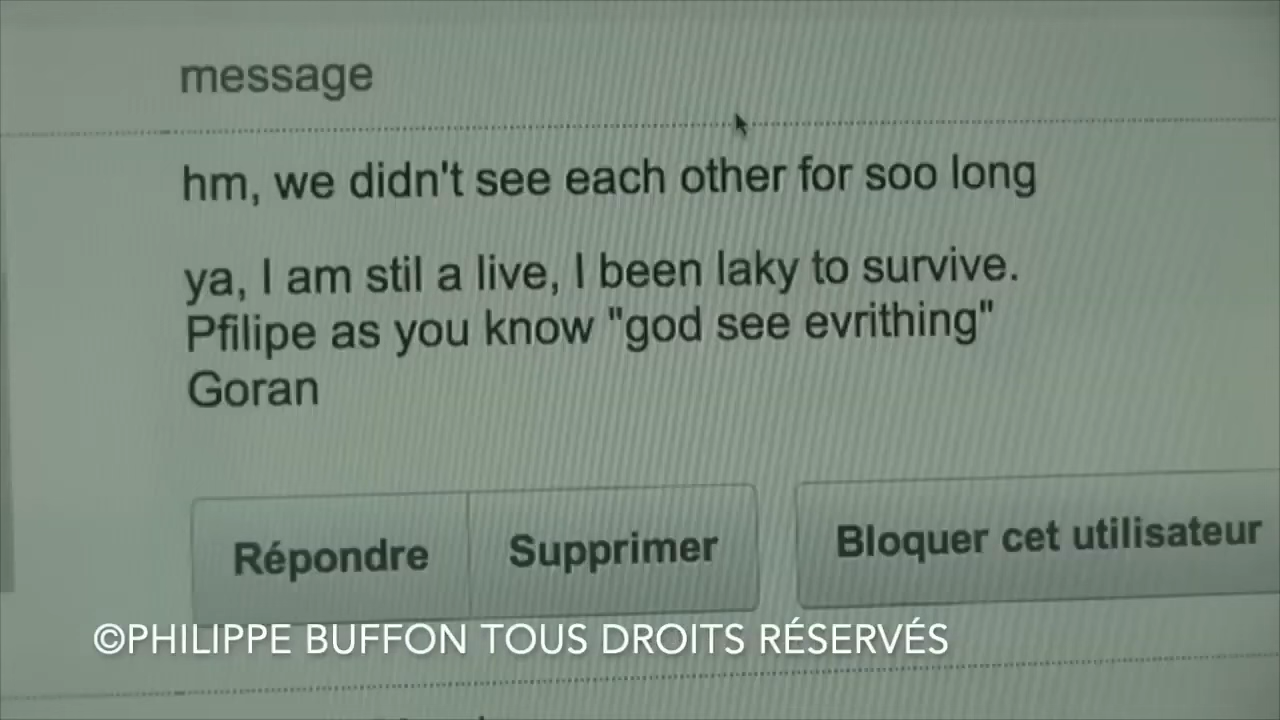 message
hm, we didn't see each other for soo long
ya, I am stil a live, I been laky to survive.
Pfilipe as you know "god see evrithing"
Goran
Répondre Supprimer Bloquer cet utilisateur
©PHILIPPE BUFFON TOUS DROITS RÉSERVÉS